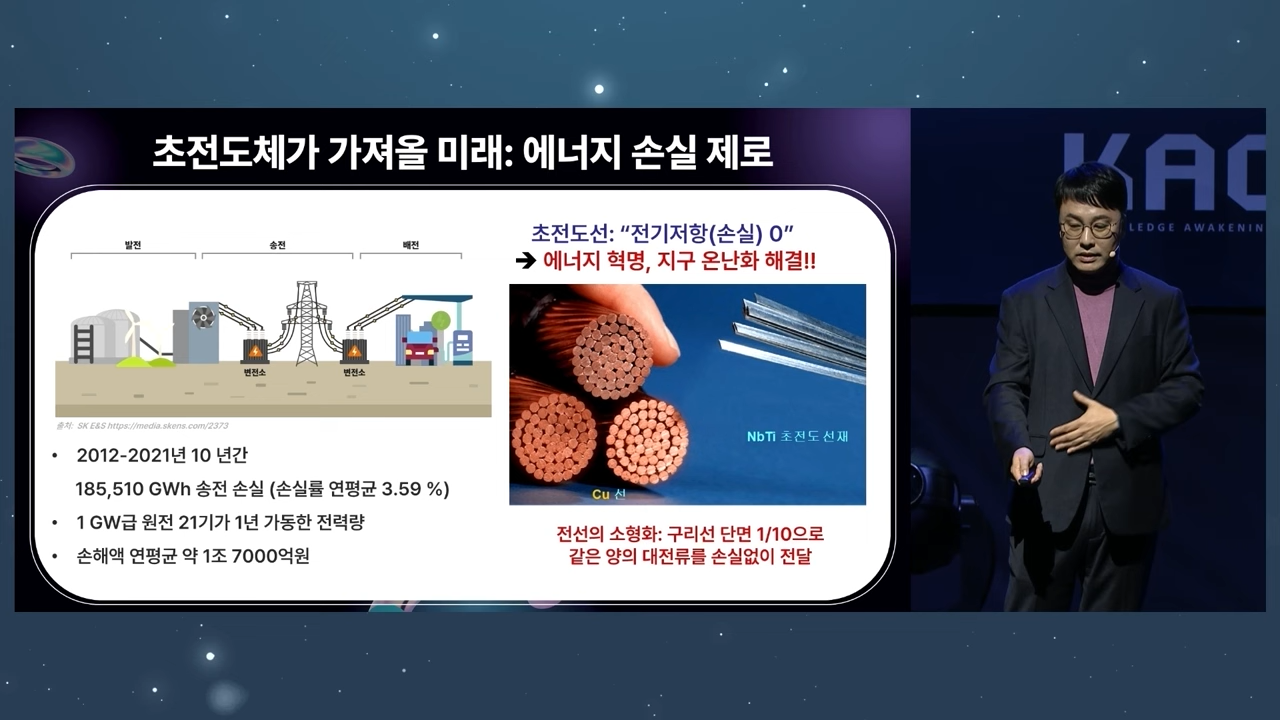 초전도체가 가져올 미래: 에너지 손실 제로
발전
송전
배전
변전소
변전소
출처: SK E&S https://media.skens.com/2373
• 2012-2021년 10 년간
185,510 GWh 송전 손실 (손실률 연평균 3.59 %)
• 1 GW급 원전 21기가 1년 가동한 전력량
• 손해액 연평균 약 1조 7000억원
초전도선: “전기저항(손실) 0”
➔ 에너지 혁명, 지구 온난화 해결!!
NbTi 초전도 선재
Cu 선
전선의 소형화: 구리선 단면 1/10으로
같은 양의 대전류를 손실없이 전달
KAO
LEDGE AWAKENIN